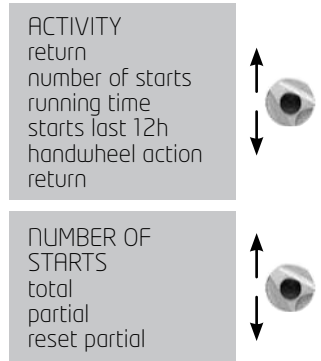 ACTIVITY
return
number of starts
running time
starts last 12h
handwheel action
return
NUMBER OF
STARTS
total
partial
reset partial